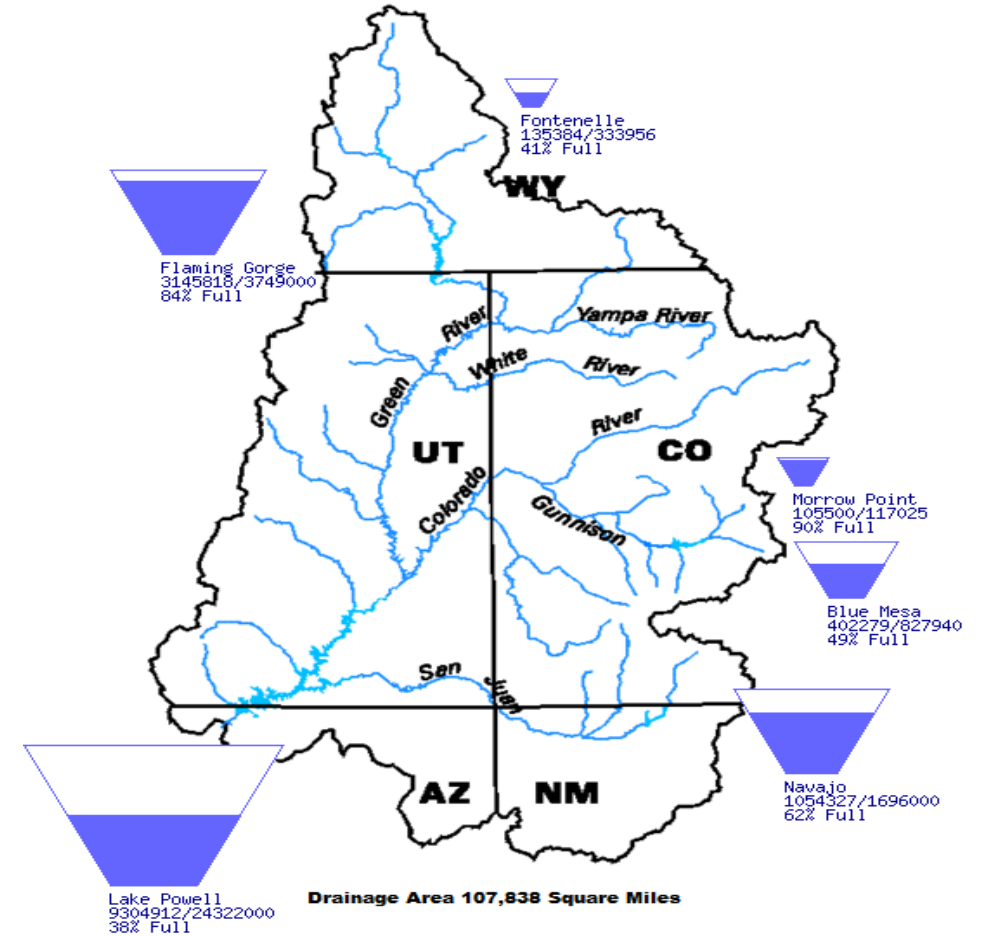 Fontenelle
135384/333956
41% Full
WY
Flaming Gorge
3145818/3749000
84% Full
Yampa River
Green River
White River
UT
CO
Colorado River
Gunnison
Morrow Point
105500/117025
90% Full
Blue Mesa
402279/827940
49% Full
San Juan
Navajo
1054327/1696000
62% Full
AZ
NM
Lake Powell
9304912/24322000
38% Full
Drainage Area 107,838 Square Miles